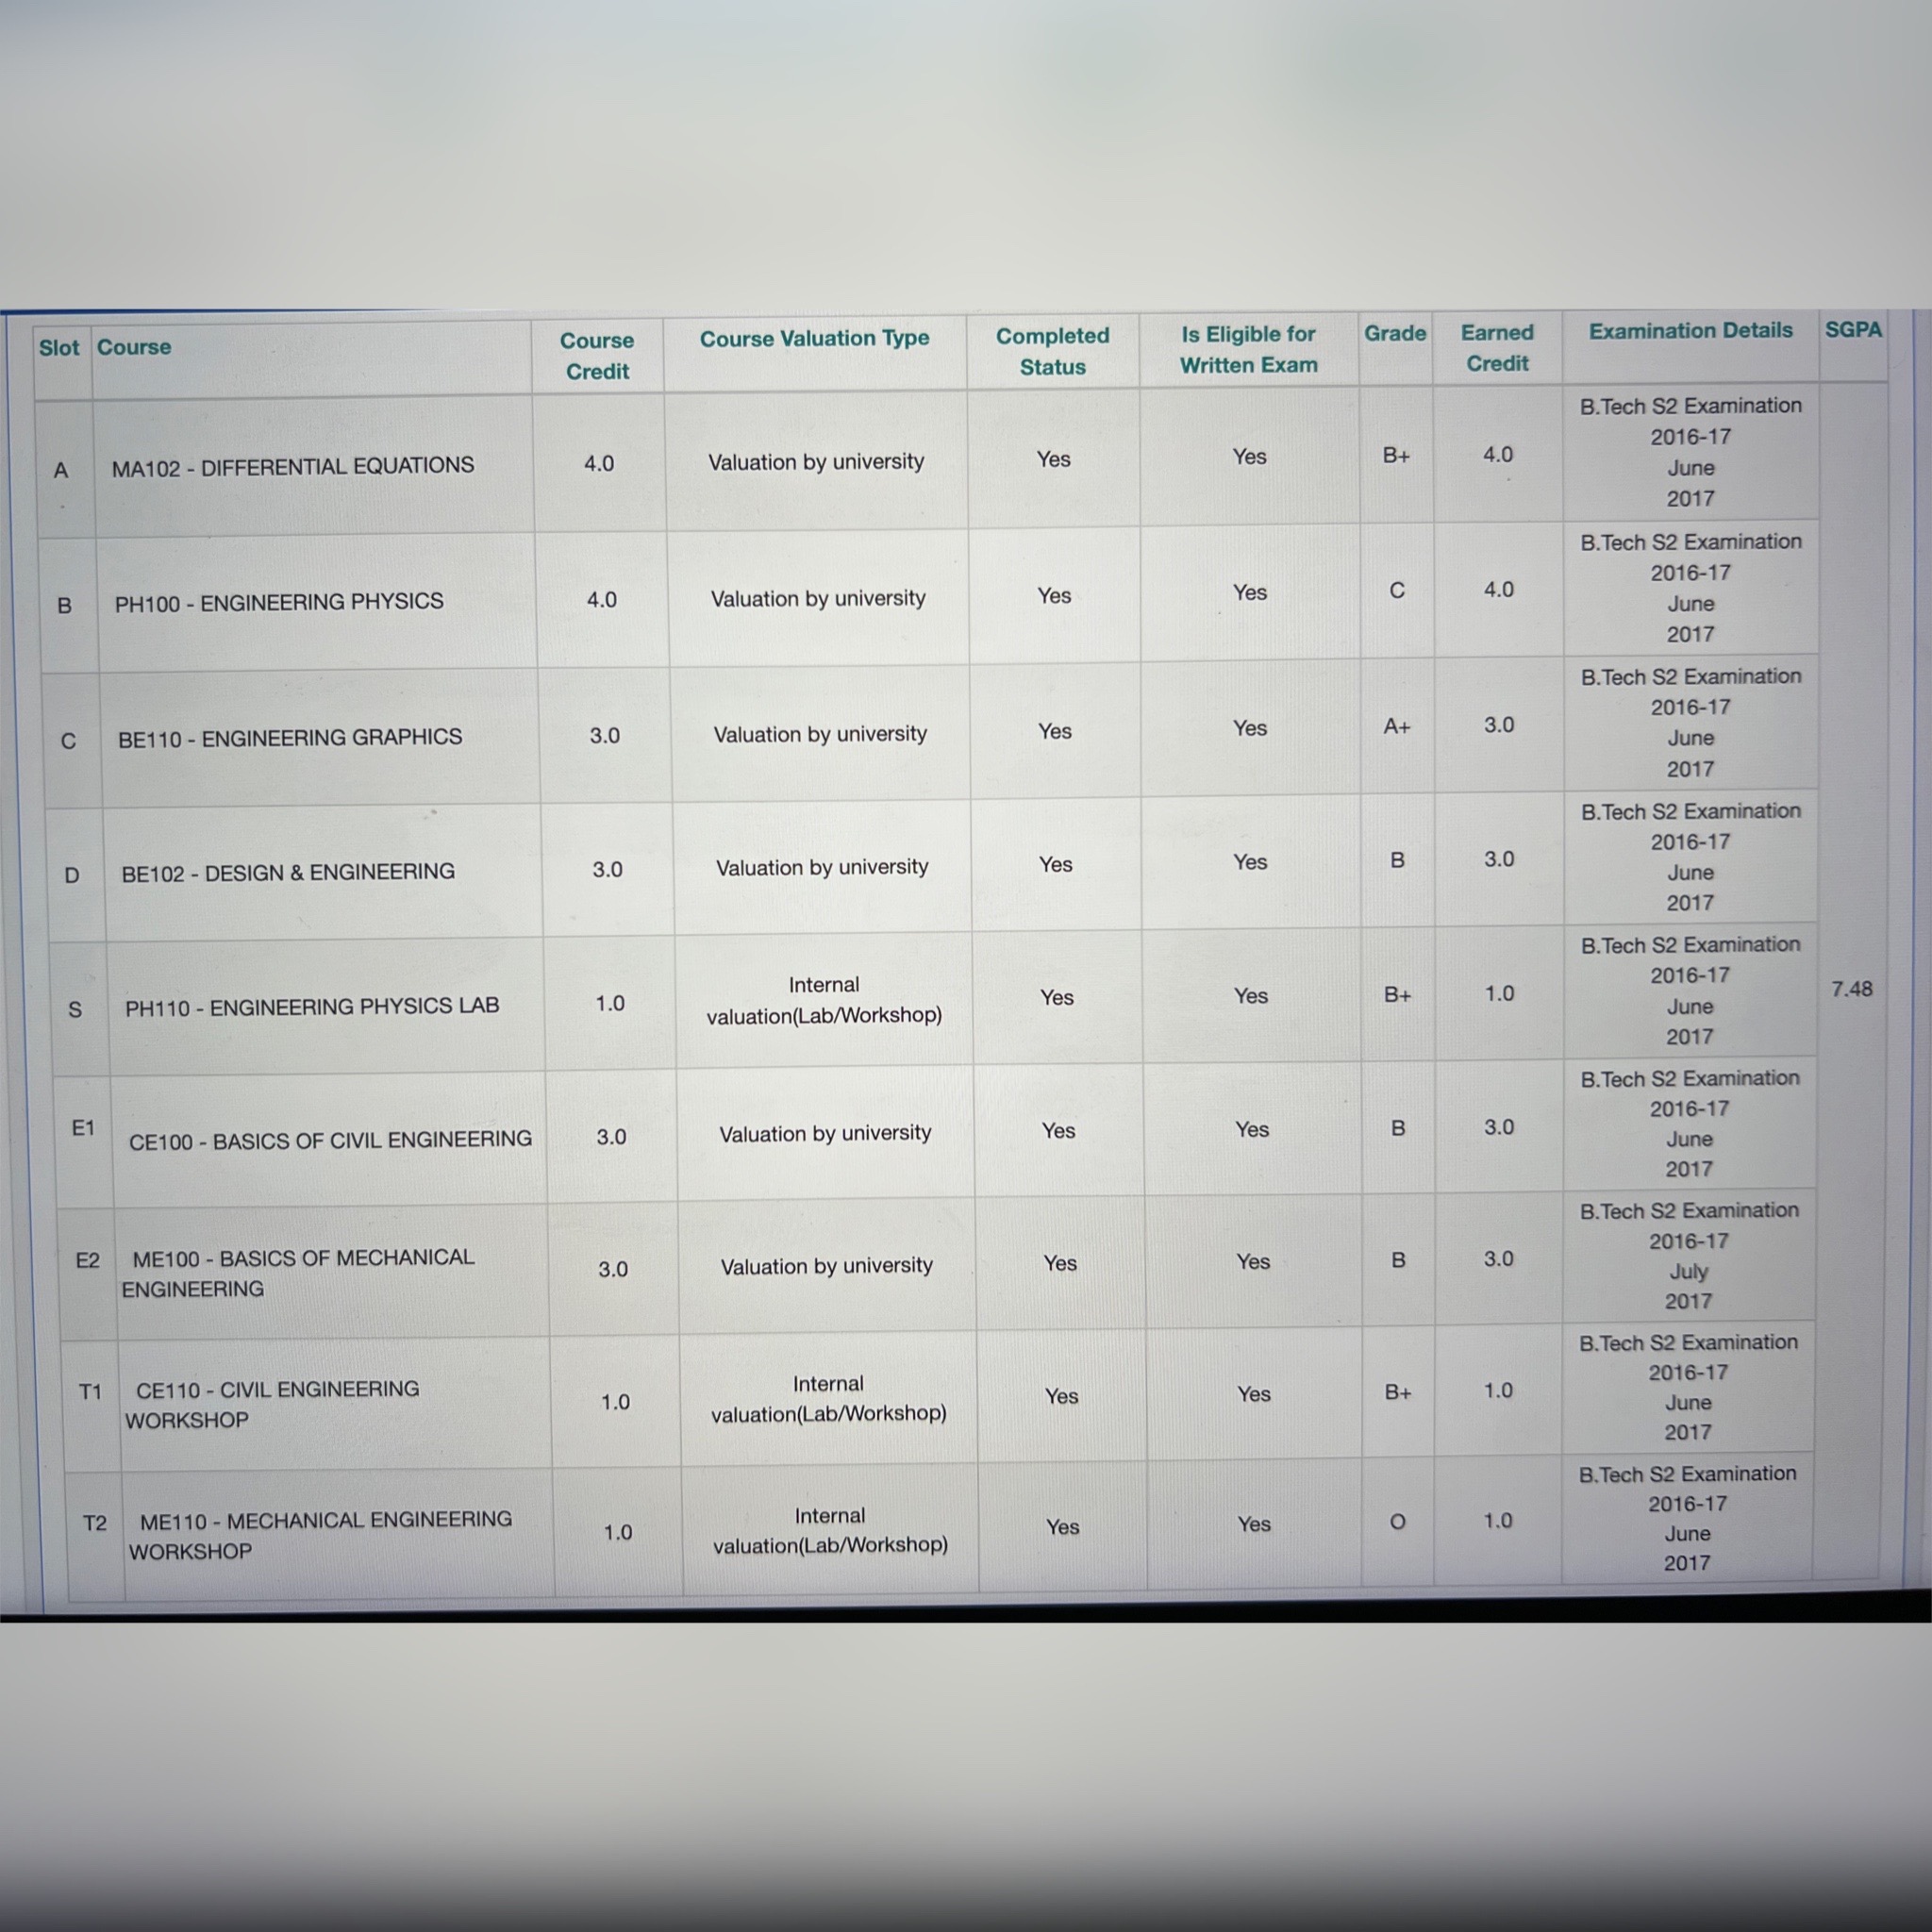 Slot Course Course Credit Course Valuation Type Completed Status Is Eligible for Written Exam Grade Earned Credit Examination Details SGPA
A MA102 - DIFFERENTIAL EQUATIONS 4.0 Valuation by university Yes Yes B+ 4.0 B.Tech S2 Examination 2016-17 June 2017
B PH100 - ENGINEERING PHYSICS 4.0 Valuation by university Yes Yes C 4.0 B.Tech S2 Examination 2016-17 June 2017
C BE110 - ENGINEERING GRAPHICS 3.0 Valuation by university Yes Yes A+ 3.0 B.Tech S2 Examination 2016-17 June 2017
D BE102 - DESIGN & ENGINEERING 3.0 Valuation by university Yes Yes B 3.0 B.Tech S2 Examination 2016-17 June 2017
S PH110 - ENGINEERING PHYSICS LAB 1.0 Internal valuation(Lab/Workshop) Yes Yes B+ 1.0 B.Tech S2 Examination 2016-17 June 2017 7.48
E1 CE100 - BASICS OF CIVIL ENGINEERING 3.0 Valuation by university Yes Yes B 3.0 B.Tech S2 Examination 2016-17 June 2017
E2 ME100 - BASICS OF MECHANICAL ENGINEERING 3.0 Valuation by university Yes Yes B 3.0 B.Tech S2 Examination 2016-17 July 2017
T1 CE110 - CIVIL ENGINEERING WORKSHOP 1.0 Internal valuation(Lab/Workshop) Yes Yes B+ 1.0 B.Tech S2 Examination 2016-17 June 2017
T2 ME110 - MECHANICAL ENGINEERING WORKSHOP 1.0 Internal valuation(Lab/Workshop) Yes Yes O 1.0 B.Tech S2 Examination 2016-17 June 2017